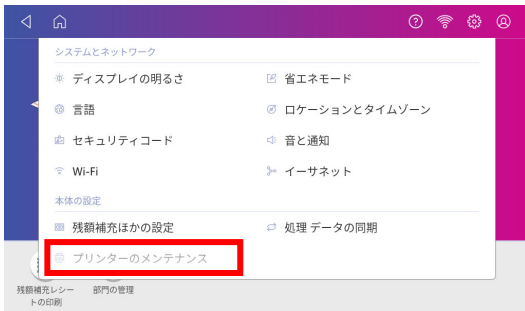 システムとネットワーク
ディスプレイの明るさ
省エネモード
言語
ロケーションとタイムゾーン
セキュリティコード
音と通知
Wi-Fi
イーサネット
本体の設定
残額補充ほかの設定
処理 データの同期
プリンターのメンテナンス
残額補充レシー
トの印刷
部門の管理